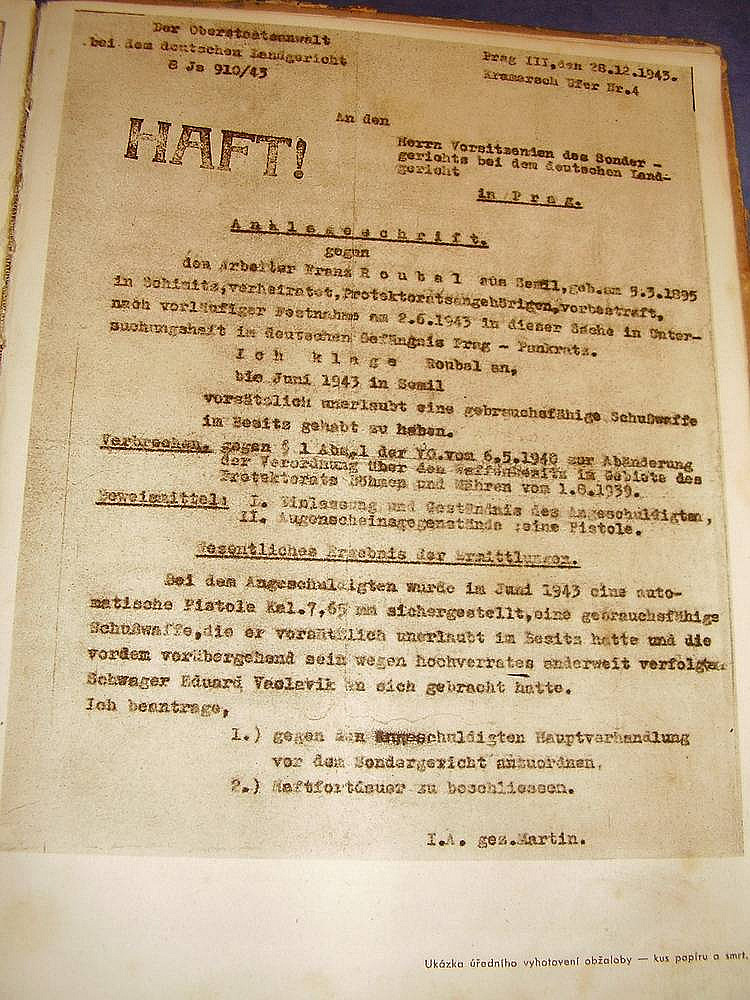 Der Oberstaatsanwalt
bei dem deutschen Landgericht
8 Js 910/43
Prag III, den 28.12.1943.
Kramarsch Ufer Nr.4
HAFT!
An den
Herrn Vorsitzenden des Sonder-
gerichts bei dem deutschen Land-
gericht
in Prag.
Anklageschrift.
gegen
den Arbeiter Franz Roubal aus Semil, geb.am 5.3.1895
in Schimitz, verheiratet, Protektoratsangehörigen, vorbestraft,
nach vorläufiger Festnahme am 2.6.1943 in dieser Sache in Unter-
suchungshaft im deutschen Gefängnis Prag - Pankratz.
Ich klage Roubal an,
bis Juni 1943 in Semil
vorsätzlich unerlaubt eine gebrauchsfähige Schußwaffe
im Besitz gehabt zu haben.
Verbrechen gegen § 1 Abs.1 der VO.vom 6.5.1940 zur Abänderung
der Verordnung über den Waffenbesitz im Gebiete des
Protektorats Böhmen und Mähren vom 1.8.1939.
Beweismittel: I. Einlassung und Geständnis des Angeschuldigten,
II. Augenscheinsgegenstände :eine Pistole.
Wesentliches Ergebnis der Ermittlungen.
Bei dem Angeschuldigten wurde im Juni 1943 eine auto-
matische Pistole Kal.7,65 mm sichergestellt, eine gebrauchsfähige
Schußwaffe, die er vorsätzlich unerlaubt im Besitz hatte und die
vordem vorübergehend sein wegen hochverrates anderweit verfolgter
Schwager Eduard Vaclavik an sich gebracht hatte.
Ich beantrage,
1.) gegen den Angeschuldigten Hauptverhandlung
vor dem Sondergericht anzuordnen,
2.) Haftfortdauer zu beschliessen.
I.A. gez.Martin.
Ukázka úředního vyhotovení obžaloby — kus papíru a smrt.